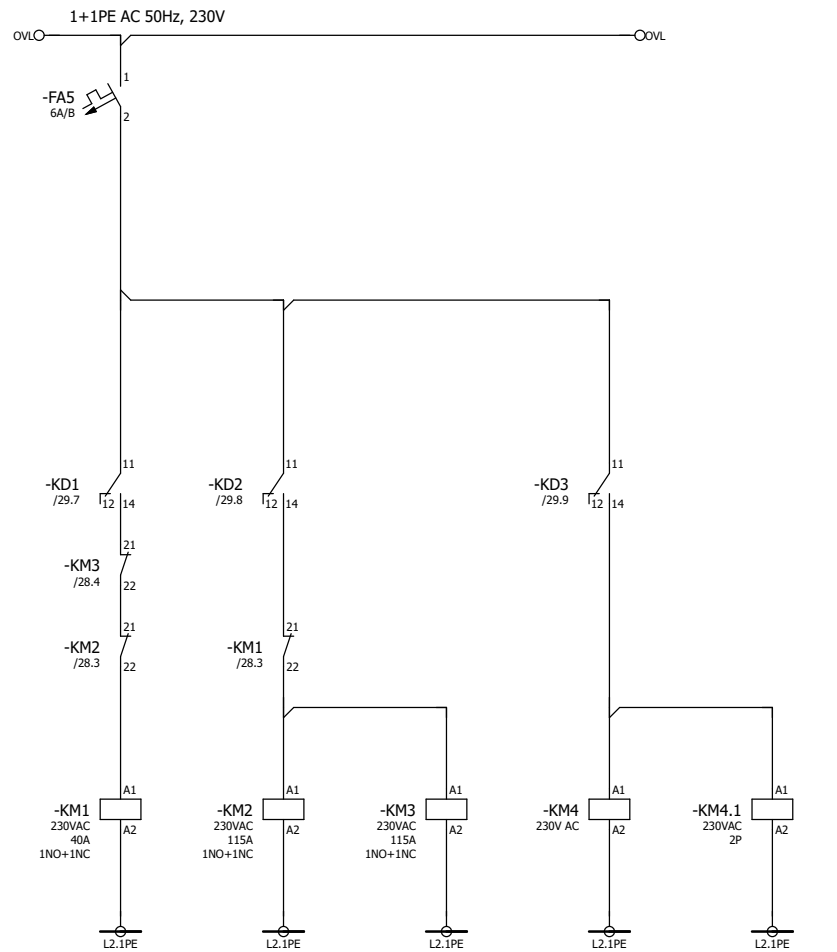 1+1PE AC 50Hz, 230V
OVL
OVL
1
-FA5
6A/B
2
11
-KD1
/29.7
12 14
11
-KD2
/29.8
12 14
11
-KD3
/29.9
12 14
21
-KM3
/28.4
22
21
-KM2
/28.3
22
21
-KM1
/28.3
22
A1
-KM1
230VAC
A2
40A
1NO+1NC
A1
-KM2
230VAC
A2
115A
1NO+1NC
A1
-KM3
230VAC
A2
115A
1NO+1NC
A1
-KM4
230V AC
A2
A1
-KM4.1
230VAC
A2
2P
L2.1PE
L2.1PE
L2.1PE
L2.1PE
L2.1PE